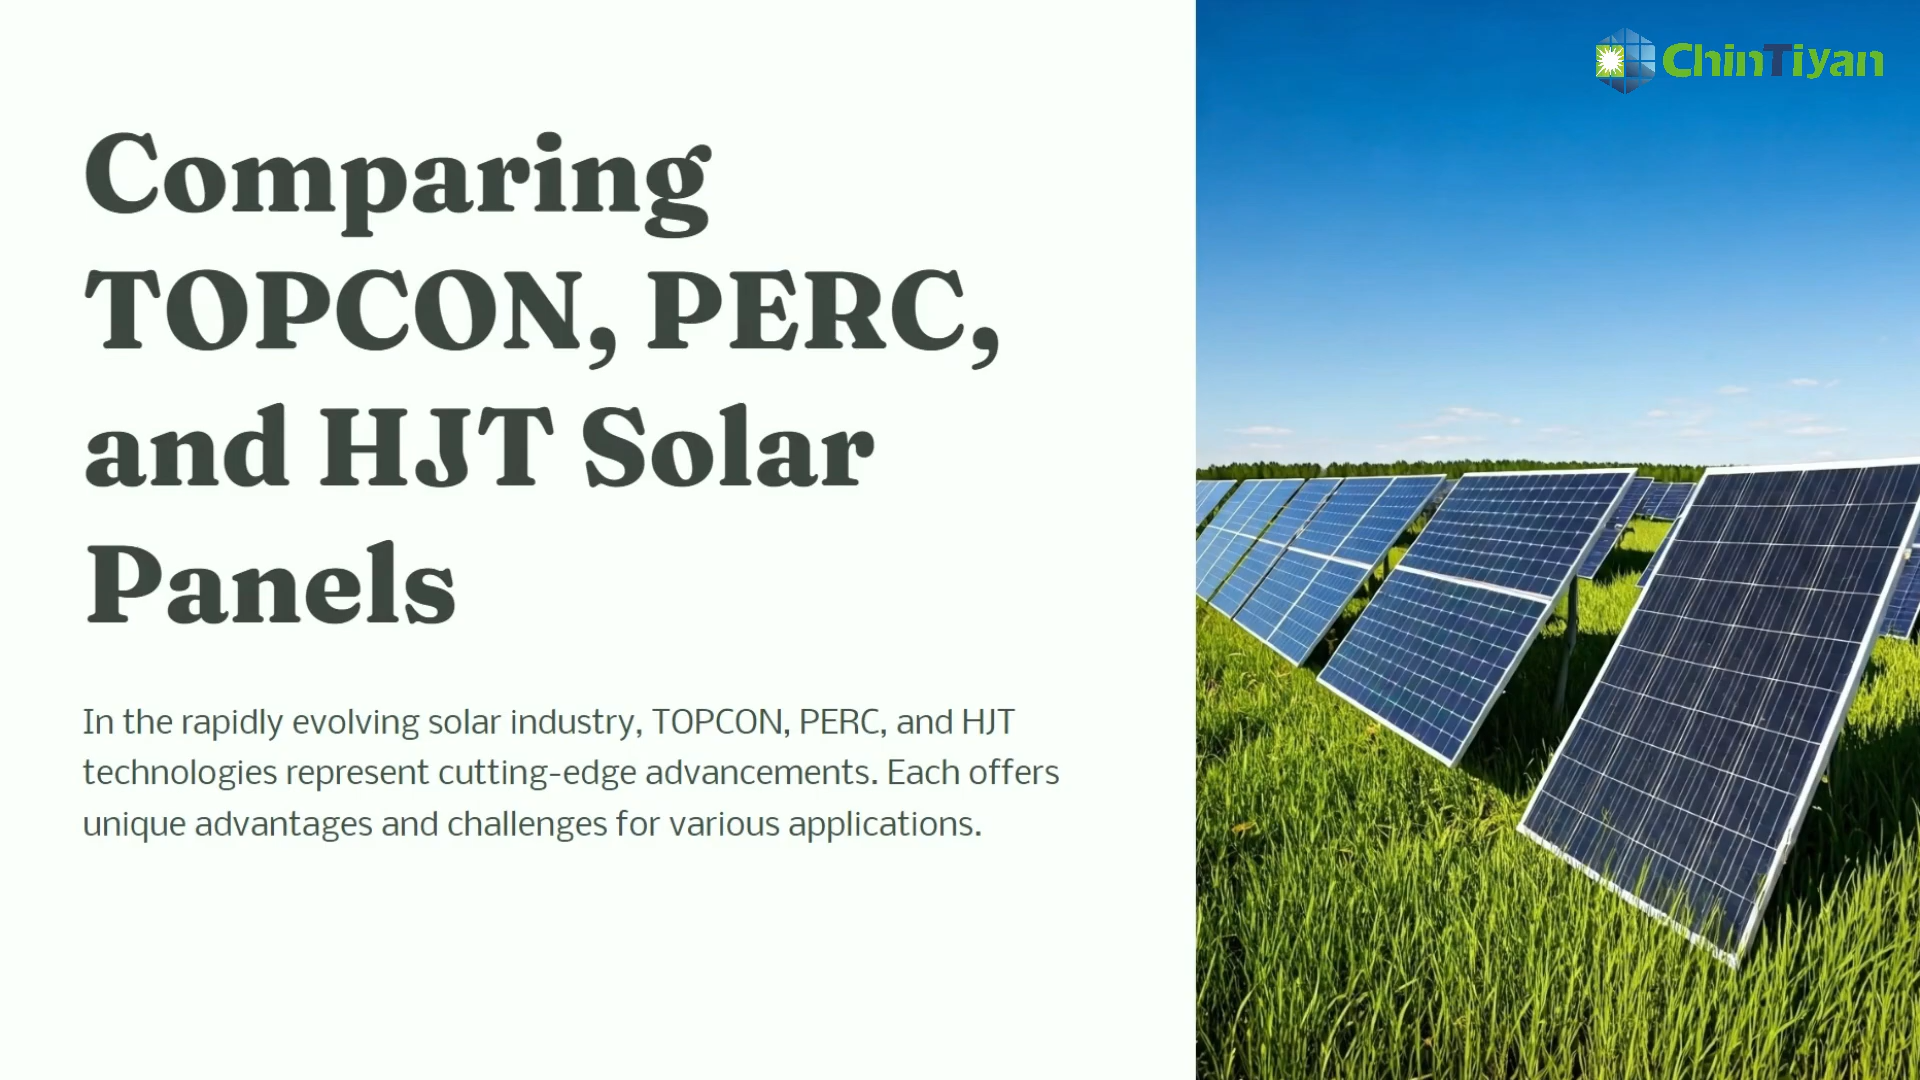 ChinTiyan
Comparing
TOPCON, PERC,
and HJT Solar
Panels
In the rapidly evolving solar industry, TOPCON, PERC, and HJT
technologies represent cutting-edge advancements. Each offers
unique advantages and challenges for various applications.